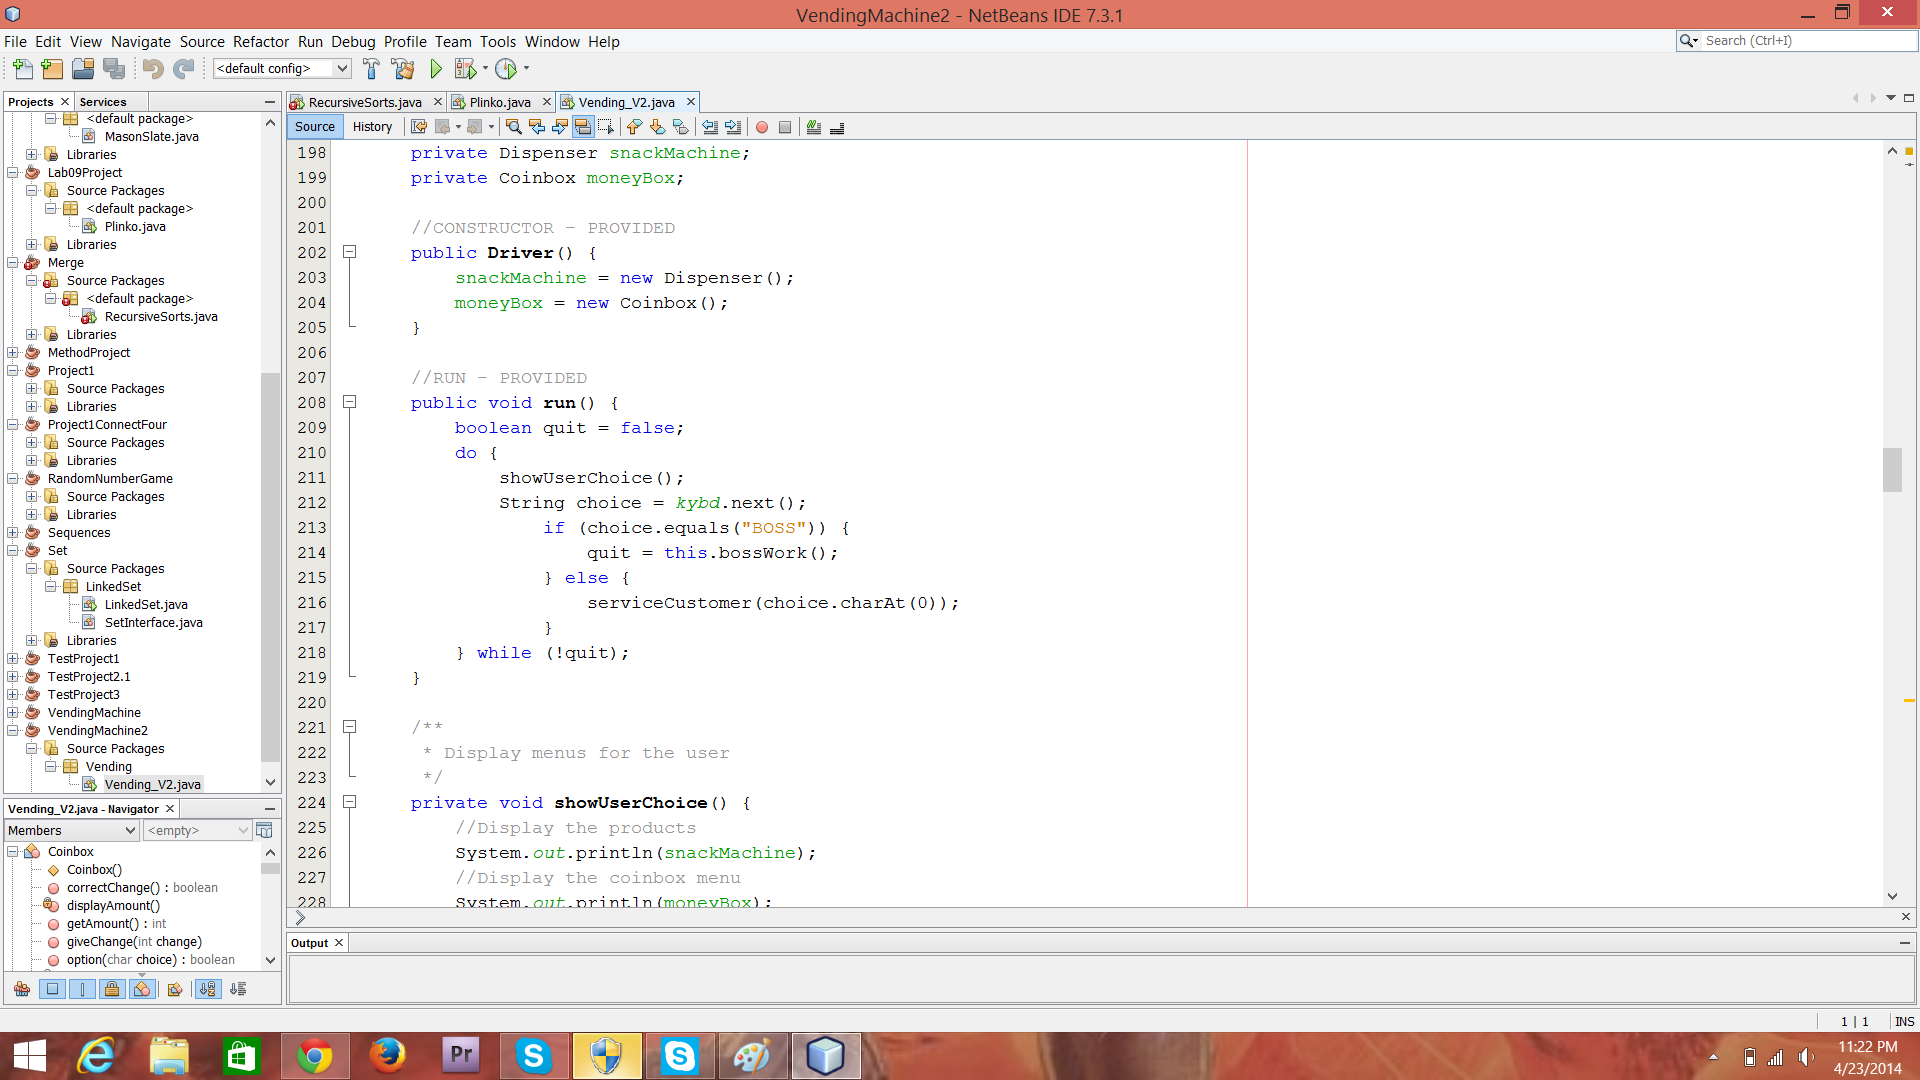 VendingMachine2 - NetBeans IDE 7.3.1
File Edit View Navigate Source Refactor Run Debug Profile Team Tools Window Help
Search (Ctrl+I)
<default config>
Projects Services
<default package>
MasonSlate.java
Libraries
Lab09Project
Source Packages
<default package>
Plinko.java
Libraries
Merge
Source Packages
<default package>
RecursiveSorts.java
Libraries
MethodProject
Project1
Source Packages
Libraries
Project1ConnectFour
Source Packages
Libraries
RandomNumberGame
Source Packages
Libraries
Sequences
Set
Source Packages
LinkedSet
LinkedSet.java
SetInterface.java
Libraries
TestProject1
TestProject2.1
TestProject3
VendingMachine
VendingMachine2
Source Packages
Vending
Vending_V2.java
Vending_V2.java - Navigator
Members <empty>
Coinbox
Coinbox()
correctChange() : boolean
displayAmount()
getAmount() : int
giveChange(int change)
option(char choice) : boolean
RecursiveSorts.java Plinko.java Vending_V2.java
Source History
198 private Dispenser snackMachine;
199 private Coinbox moneyBox;
200
201 //CONSTRUCTOR - PROVIDED
202 public Driver() {
203 snackMachine = new Dispenser();
204 moneyBox = new Coinbox();
205 }
206
207 //RUN - PROVIDED
208 public void run() {
209 boolean quit = false;
210 do {
211 showUserChoice();
212 String choice = kybd.next();
213 if (choice.equals("BOSS")) {
214 quit = this.bossWork();
215 } else {
216 serviceCustomer(choice.charAt(0));
217 }
218 } while (!quit);
219 }
220
221 /**
222 * Display menus for the user
223 */
224 private void showUserChoice() {
225 //Display the products
226 System.out.println(snackMachine);
227 //Display the coinbox menu
228 System.out.println(moneyBox);
Output
1 | 1 INS
Pr
11:22 PM
4/23/2014